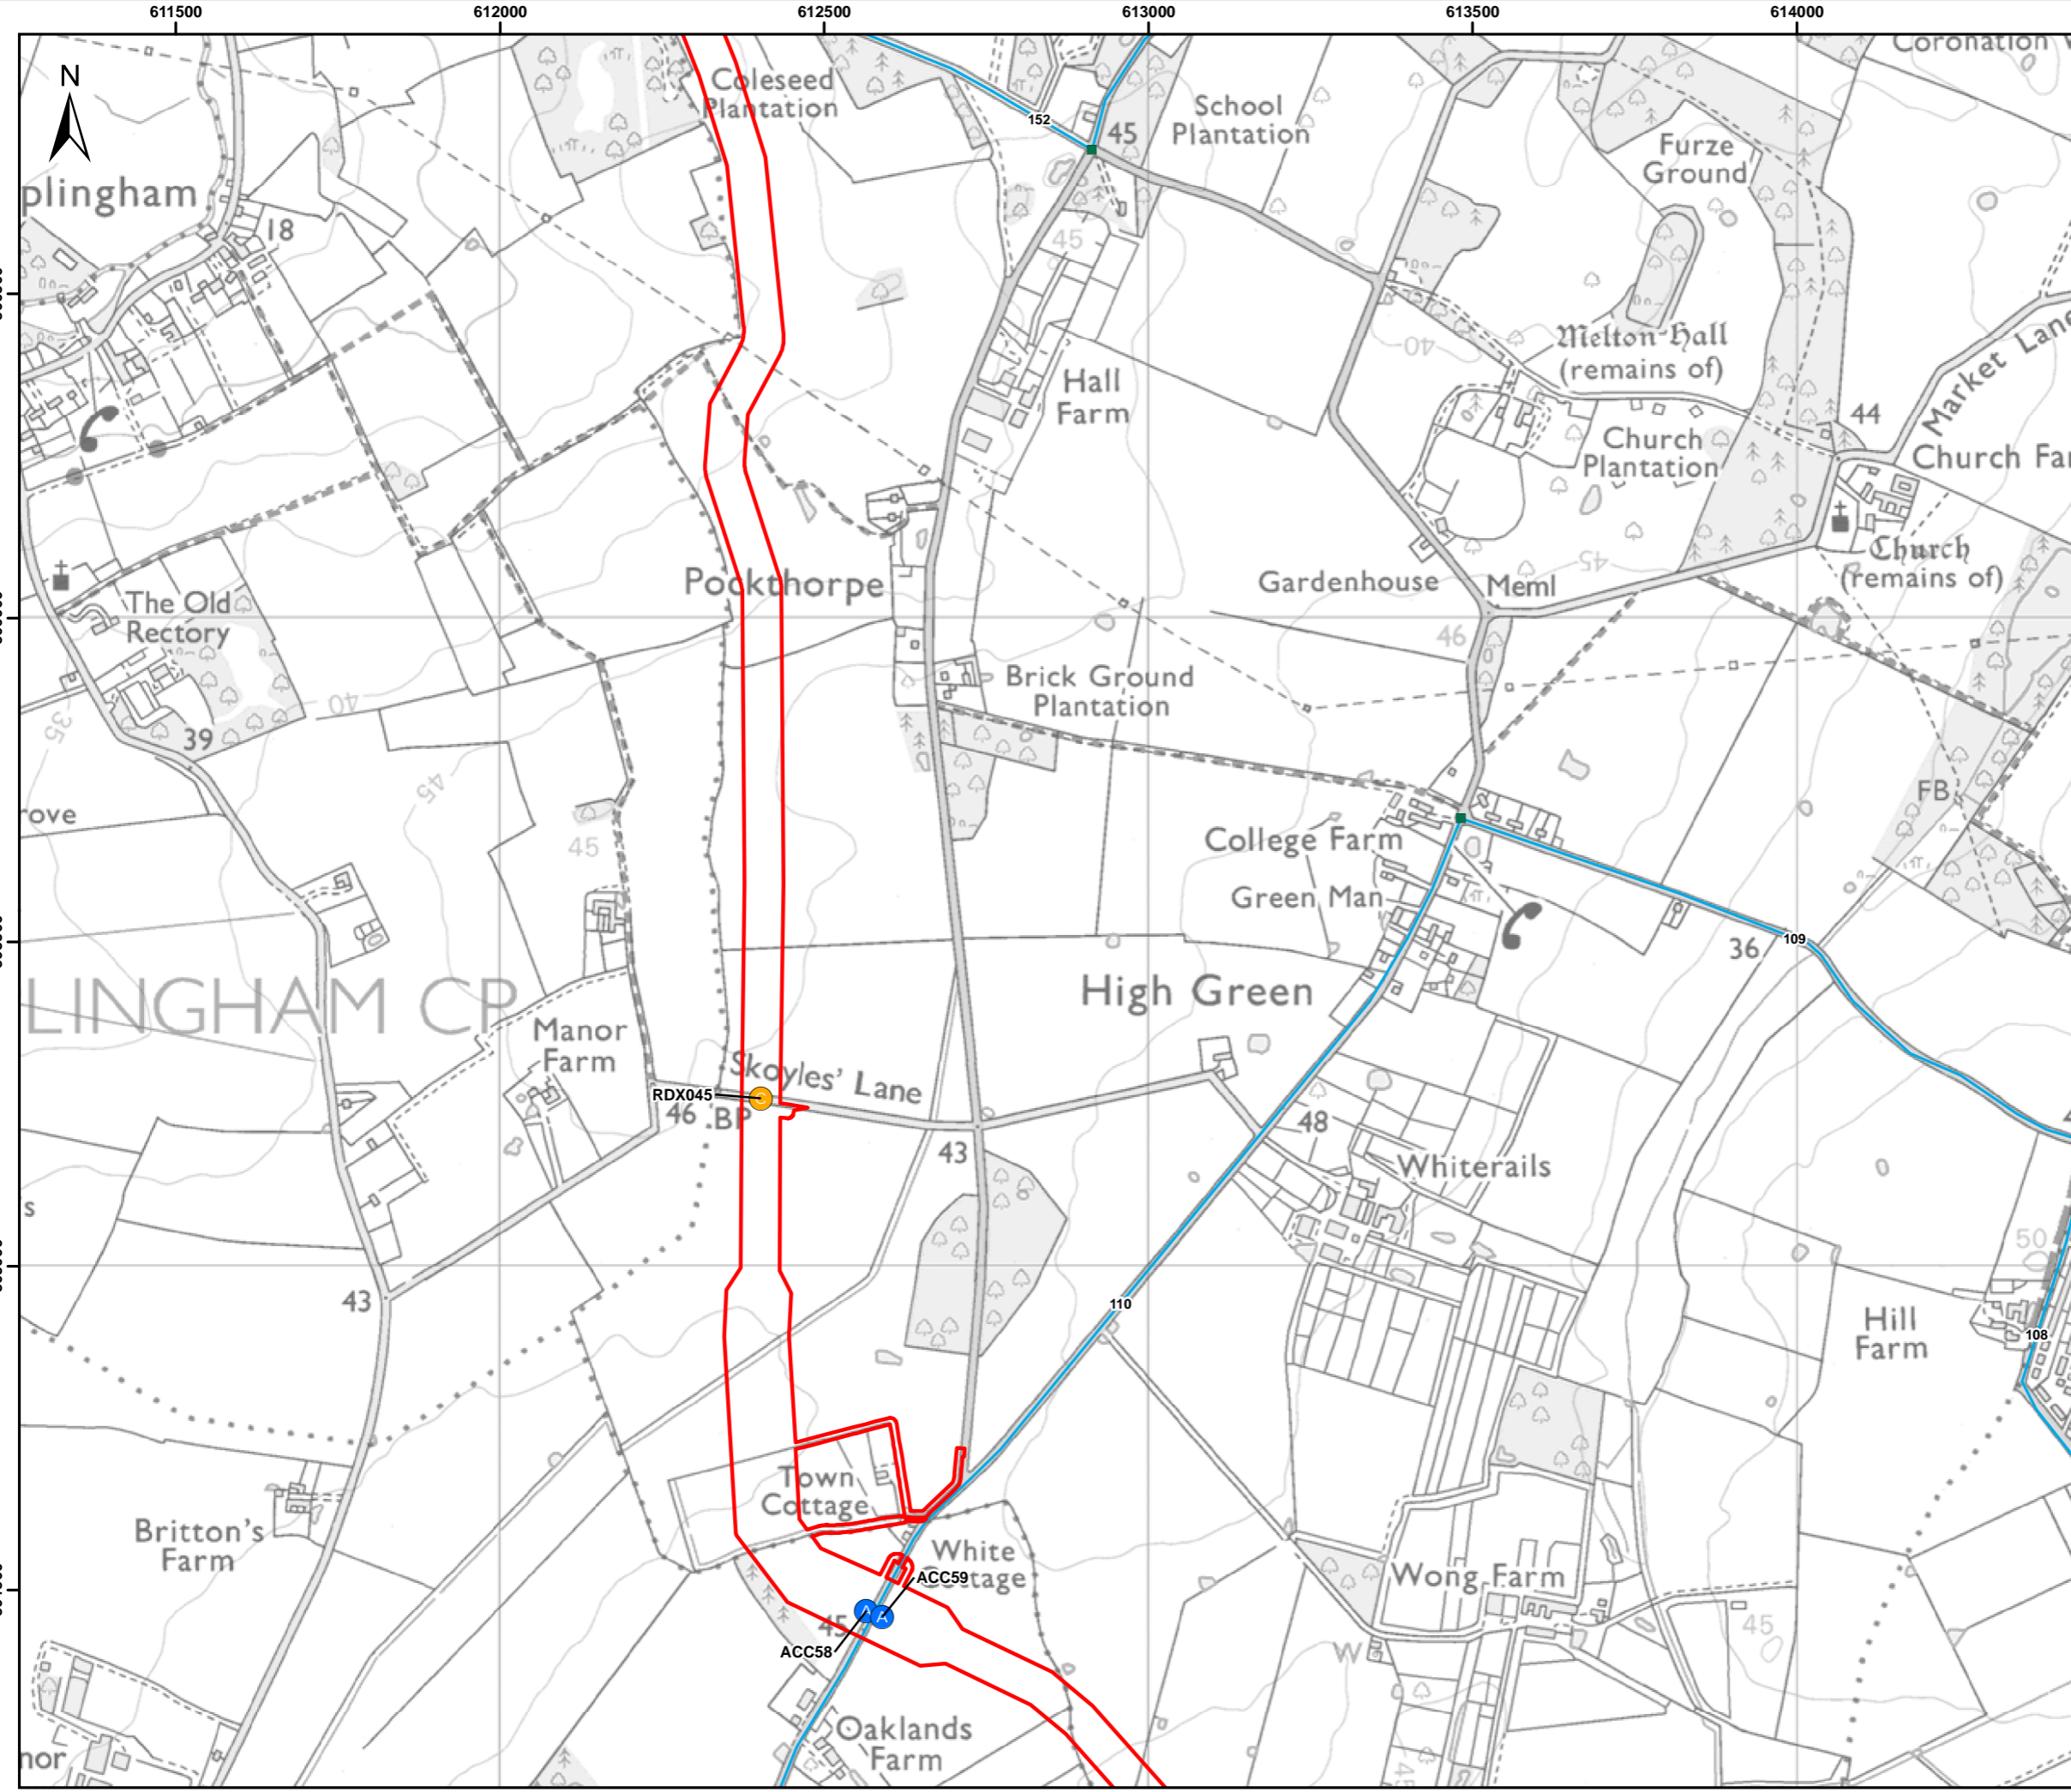 611500
612000
612500
613000
613500
614000
N
Coronation
Coleseed
Plantation
152
45
School
Plantation
Furze
Ground
plingham
18
45
Melton Hall
(remains of)
40
Market Lane
Hall
Farm
44
Church
Plantation
Church Far
Church
(remains of)
45
Pockthorpe
Gardenhouse
Meml
The Old
Rectory
46
Brick Ground
Plantation
40
35
39
45
FB
rove
45
College Farm
Green Man
36
109
LINGHAM CP
High Green
Manor
Farm
Skoyles' Lane
RDX045
C
46
BP
43
48
Whiterails
s
50
43
110
Hill
Farm
108
Town
Cottage
Britton's
Farm
White
Cottage
ACC59
Wong Farm
A
A
45
45
ACC58
W
Oaklands
Farm
nor
45